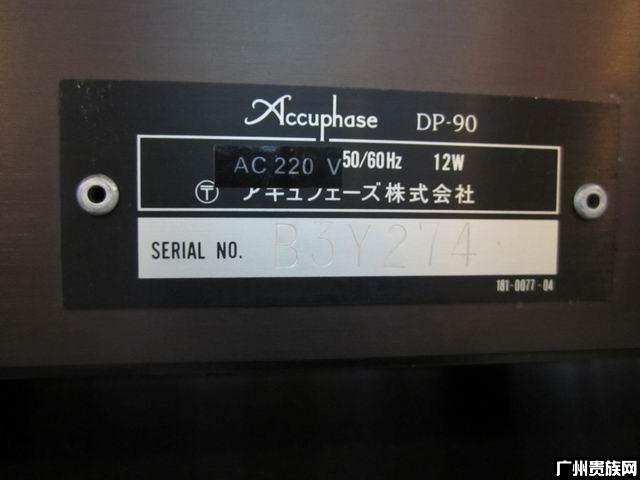 Accuphase DP-90
AC 220 V 50/60Hz 12W
〒 アキュフェーズ株式会社
SERIAL NO. B3Y274
181-0077-04
广州贵族网